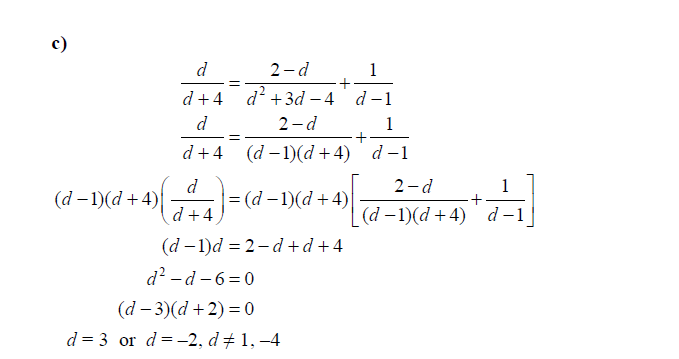 c)
d/(d + 4) = (2 − d)/(d² + 3d − 4) + 1/(d − 1)
d/(d + 4) = (2 − d)/((d − 1)(d + 4)) + 1/(d − 1)
(d − 1)(d + 4)(d/(d + 4)) = (d − 1)(d + 4)[(2 − d)/((d − 1)(d + 4)) + 1/(d − 1)]
(d − 1)d = 2 − d + d + 4
d² − d − 6 = 0
(d − 3)(d + 2) = 0
d = 3 or d = −2, d ≠ 1, −4